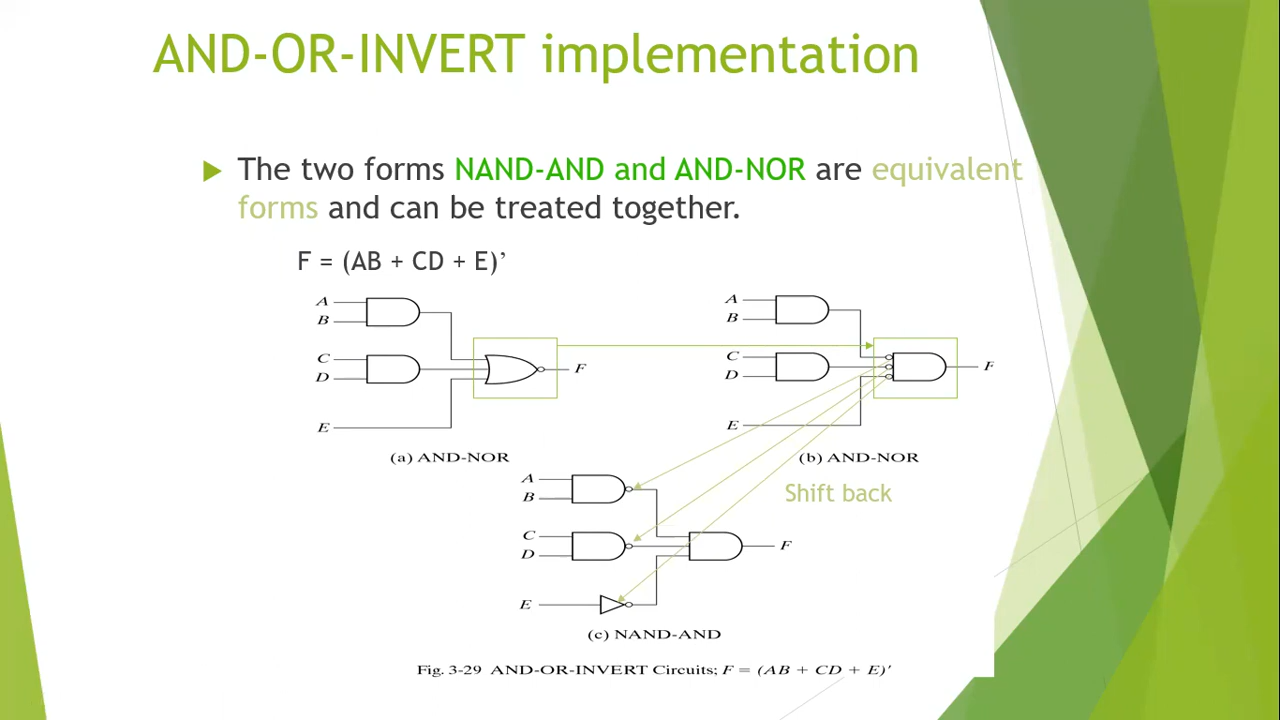 AND-OR-INVERT implementation
The two forms NAND-AND and AND-NOR are equivalent
forms and can be treated together.
F = (AB + CD + E)’
A
B
C
D
E
F
(a) AND-NOR
A
B
C
D
E
F
(b) AND-NOR
Shift back
A
B
C
D
E
F
(c) NAND-AND
Fig. 3-29 AND-OR-INVERT Circuits; F = (AB + CD + E)′